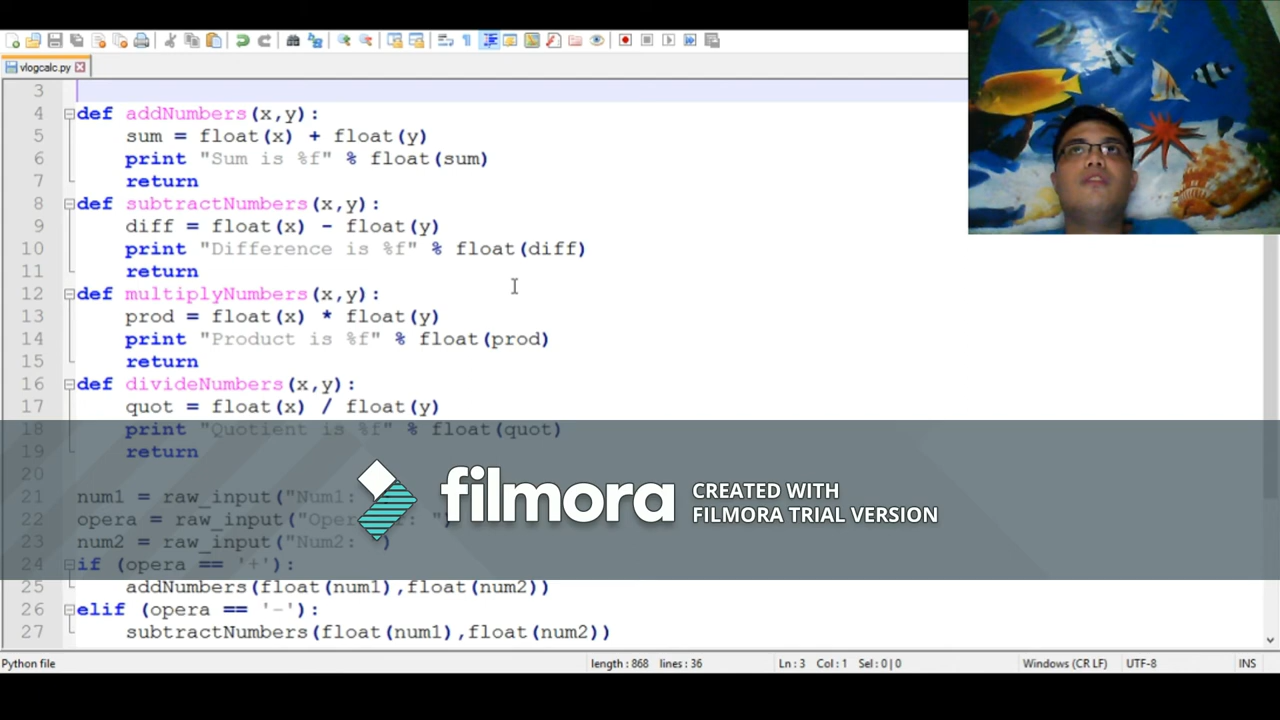 vlogcalc.py
3
4 def addNumbers(x,y):
5 sum = float(x) + float(y)
6 print "Sum is %f" % float(sum)
7 return
8 def subtractNumbers(x,y):
9 diff = float(x) - float(y)
10 print "Difference is %f" % float(diff)
11 return
12 def multiplyNumbers(x,y):
13 prod = float(x) * float(y)
14 print "Product is %f" % float(prod)
15 return
16 def divideNumbers(x,y):
17 quot = float(x) / float(y)
18 print "Quotient is %f" % float(quot)
19 return
20
21 num1 = raw_input("Num1:
22 opera = raw_input("Oper : ")
23 num2 = raw_input("Num2: ")
24 if (opera == '+'):
25 addNumbers(float(num1),float(num2))
26 elif (opera == '-'):
27 subtractNumbers(float(num1),float(num2))
filmora CREATED WITH
FILMORA TRIAL VERSION
Python file length : 868 lines : 36 Ln : 3 Col : 1 Sel : 0 | 0 Windows (CR LF) UTF-8 INS